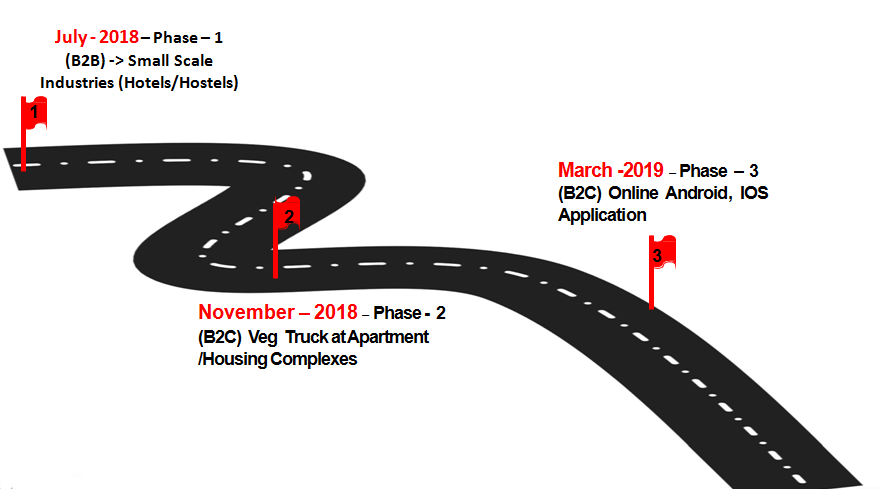 July - 2018 – Phase – 1
(B2B) -> Small Scale
Industries (Hotels/Hostels)
1
March -2019 – Phase – 3
(B2C) Online Android, IOS
Application
2
3
November – 2018 – Phase - 2
(B2C) Veg Truck at Apartment
/Housing Complexes